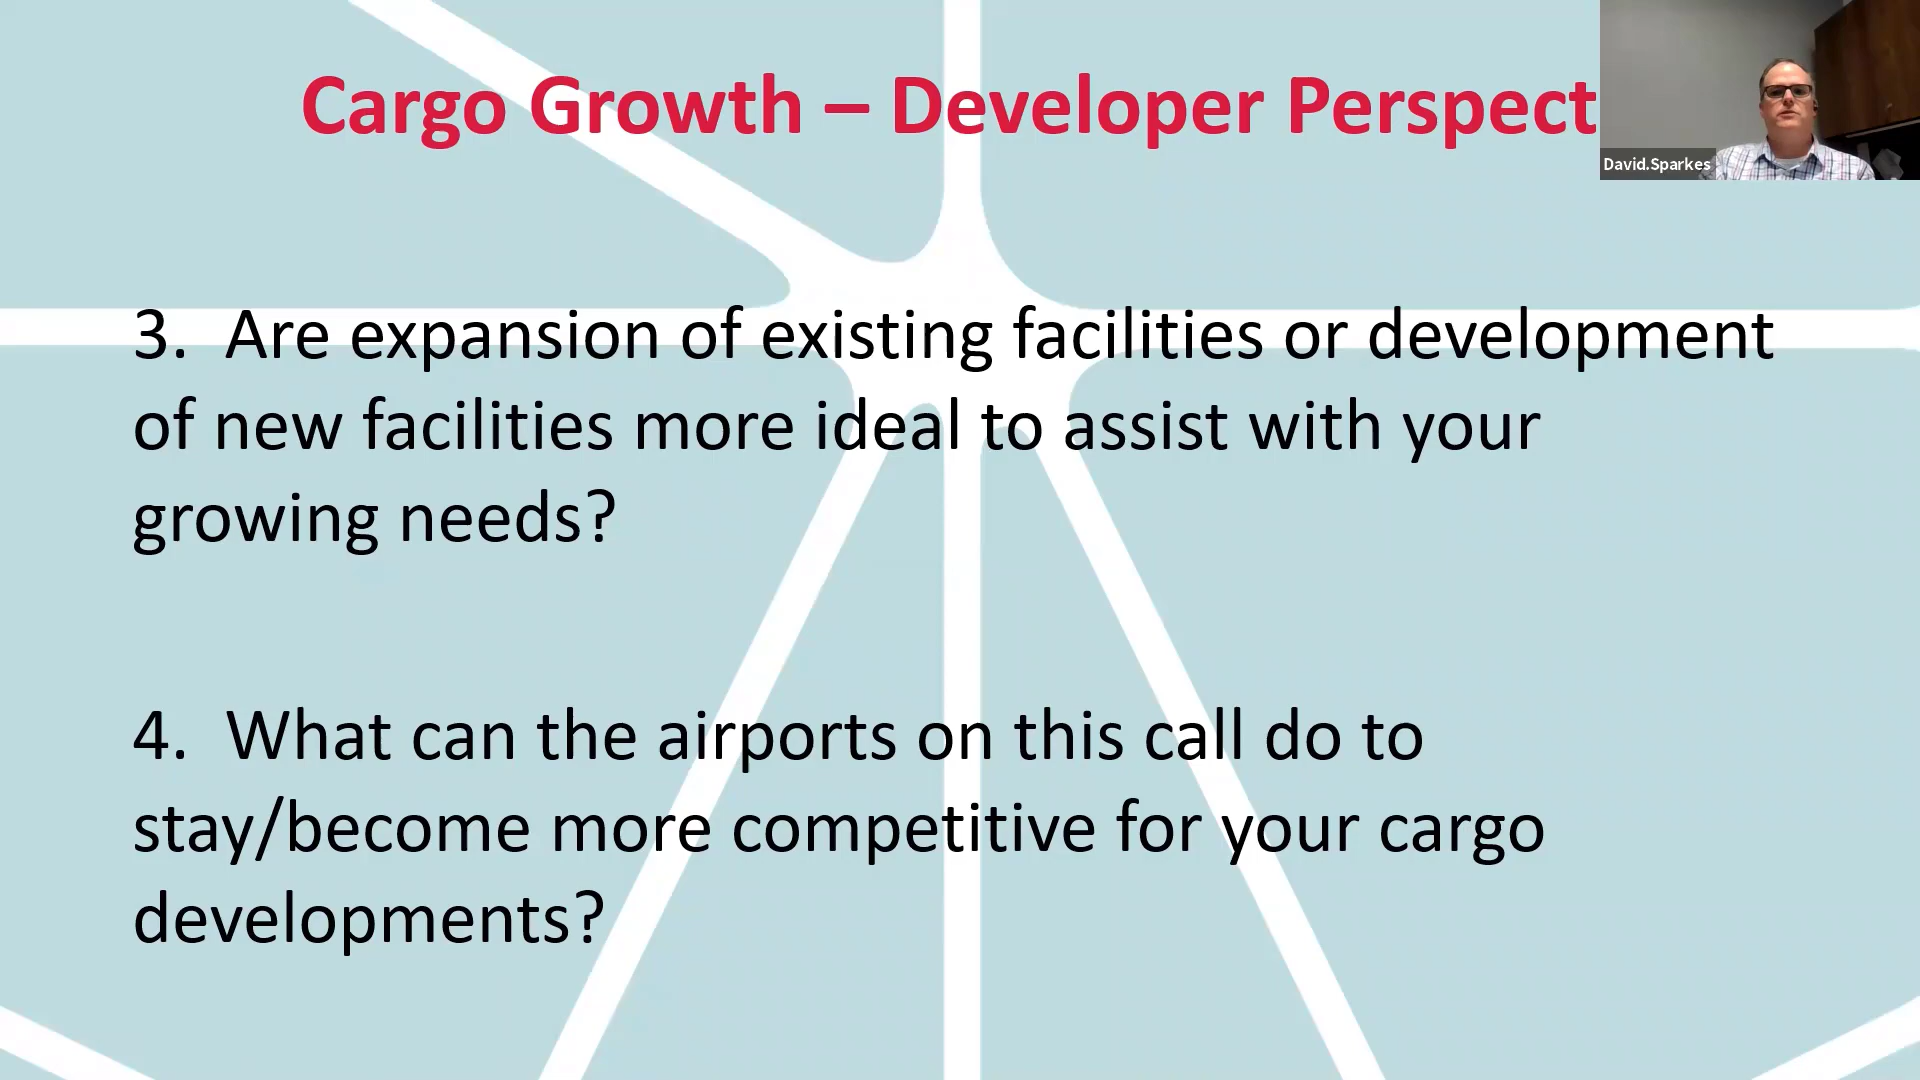 Cargo Growth – Developer Perspect
David.Sparkes
3. Are expansion of existing facilities or development
of new facilities more ideal to assist with your
growing needs?
4. What can the airports on this call do to
stay/become more competitive for your cargo
developments?